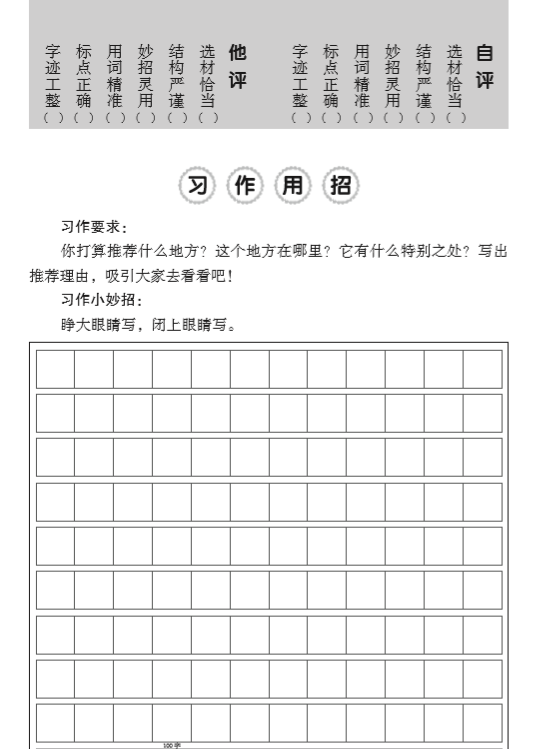 自评
选材恰当( )
结构严谨( )
妙招灵用( )
用词精准( )
标点正确( )
字迹工整( )
他评
选材恰当( )
结构严谨( )
妙招灵用( )
用词精准( )
标点正确( )
字迹工整( )
习作用招
习作要求：
你打算推荐什么地方？这个地方在哪里？它有什么特别之处？写出
推荐理由，吸引大家去看看吧！
习作小妙招：
睁大眼睛写，闭上眼睛写。
100字